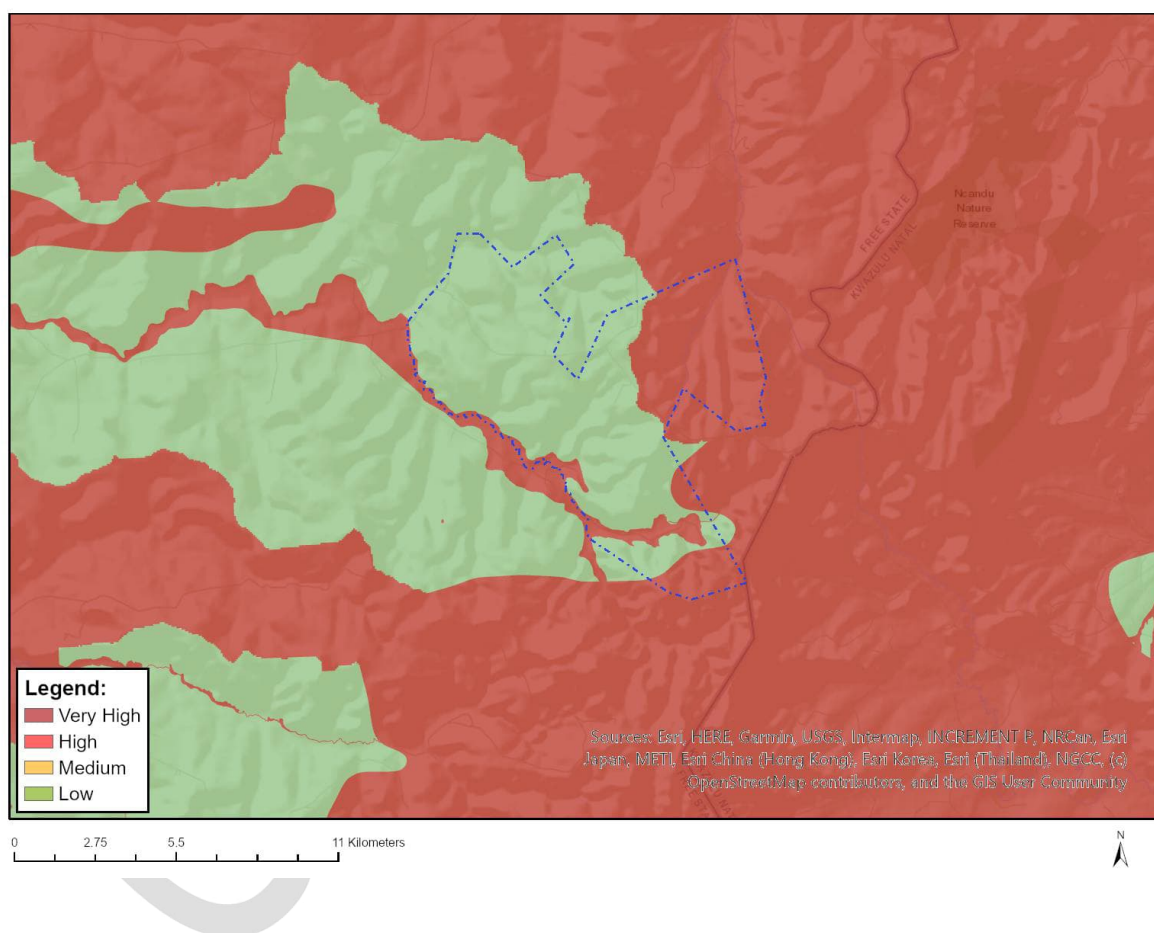 Ncandu
Nature
Reserve
FREE STATE
KWAZULU NATAL
Legend:
Very High
High
Medium
Low
Sources: Esri, HERE, Garmin, USGS, Intermap, INCREMENT P, NRCan, Esri
Japan, METI, Esri China (Hong Kong), Esri Korea, Esri (Thailand), NGCC, (c)
OpenStreetMap contributors, and the GIS User Community
0 2.75 5.5 11 Kilometers
N